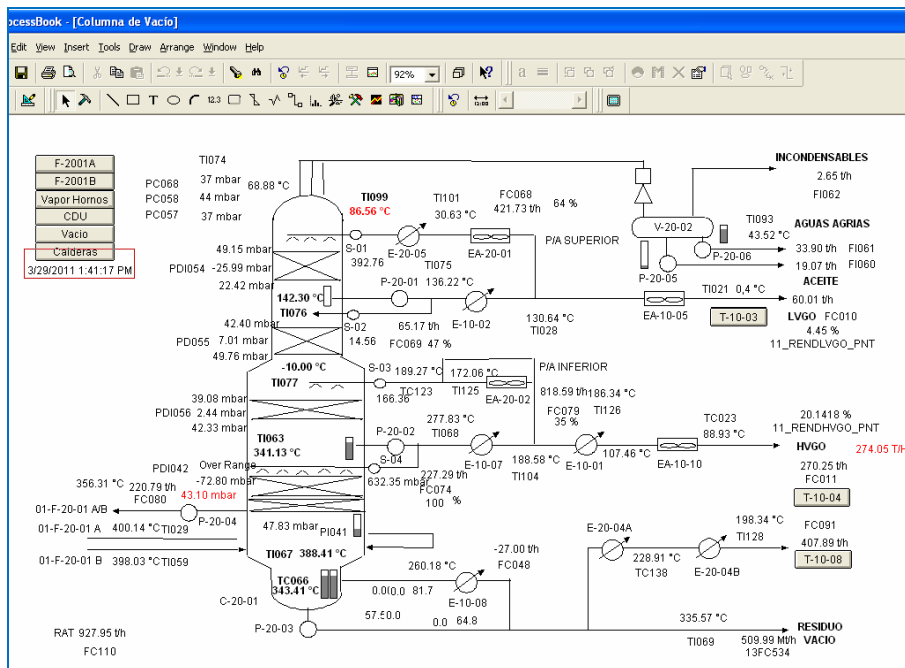 ocessBook - [Columna de Vacío]
Edit View Insert Tools Draw Arrange Window Help
92%
12.3
F-2001A
F-2001B
Vapor Hornos
CDU
Vacio
Calderas
3/29/2011 1:41:17 PM
TI074
PC068 37 mbar 68.88 °C
PC058 44 mbar
PC057 37 mbar
TI099
86.56 °C
TI101
30.63 °C
FC068
421.73 t/h 64 %
INCONDENSABLES
2.65 t/h
FI062
V-20-02
TI093
43.52 °C
AGUAS AGRIAS
33.90 t/h FI061
19.07 t/h FI060
P-20-06
P-20-05
49.15 mbar
PDI054 -25.99 mbar
22.42 mbar
S-01
392.76
E-20-05
EA-20-01
P/A SUPERIOR
TI075
136.22 °C
P-20-01
142.30 °C
TI076
S-02
14.56
65.17 t/h
FC069 47 %
E-10-02
130.64 °C
TI028
EA-10-05
TI021 0,4 °C
ACEITE
60.01 t/h
T-10-03
LVGO FC010
4.45 %
11_RENDLVGO_PNT
42.40 mbar
PD055 7.01 mbar
49.76 mbar
-10.00 °C
TI077
S-03
189.27 °C
TC123
166.36
172.06 °C
TI125
EA-20-02
P/A INFERIOR
818.59 t/h
FC079
35 %
186.34 °C
TI126
39.08 mbar
PDI056 2.44 mbar
42.33 mbar
TI063
341.13 °C
P-20-02
277.83 °C
TI068
E-10-07
188.58 °C
TI104
E-10-01
107.46 °C
TC023
88.93 °C
EA-10-10
20.1418 %
11_RENDHVGO_PNT
HVGO 274.05 T/H
270.25 t/h
FC011
T-10-04
PDI042
Over Range
-72.80 mbar
43.10 mbar
S-04
632.35 mbar
227.29 t/h
FC074
100 %
356.31 °C
220.79 t/h
FC080
01-F-20-01 A/B
P-20-04
01-F-20-01 A 400.14 °C TI029
01-F-20-01 B 398.03 °C TI059
47.83 mbar
PI041
TI067 388.41 °C
TC066
343.41 °C
C-20-01
260.18 °C
81.7
E-10-08
-27.00 t/h
FC048
0.0 64.8
P-20-03
E-20-04A
228.91 °C
TC138
E-20-04B
198.34 °C
TI128
FC091
407.89 t/h
T-10-08
335.57 °C
TI069
RESIDUO
VACIO
509.99 Mt/h
13FC534
RAT 927.95 t/h
FC110